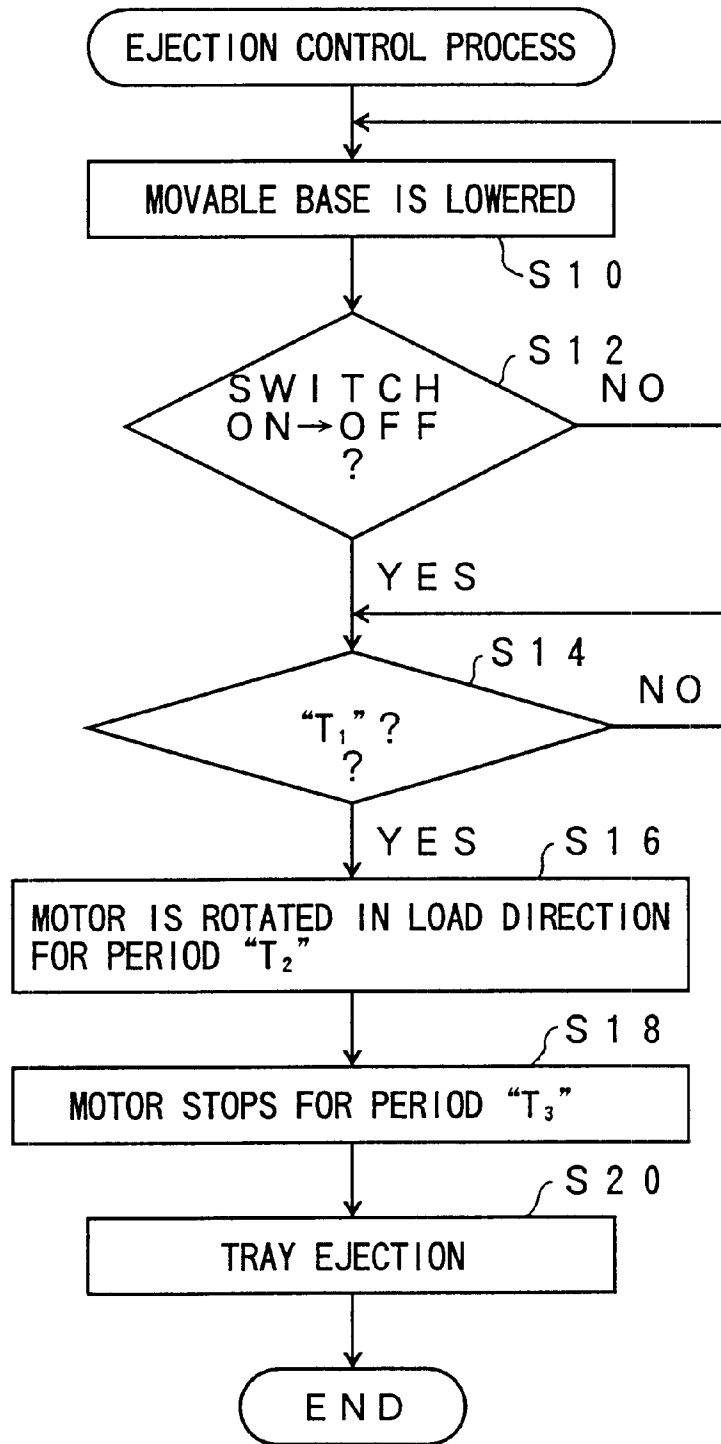 EJECTION CONTROL PROCESS
MOVABLE BASE IS LOWERED
S10
S12
SWITCH
ON→OFF
?
NO
YES
S14
"T₁"?
?
NO
YES
S16
MOTOR IS ROTATED IN LOAD DIRECTION
FOR PERIOD "T₂"
S18
MOTOR STOPS FOR PERIOD "T₃"
S20
TRAY EJECTION
END